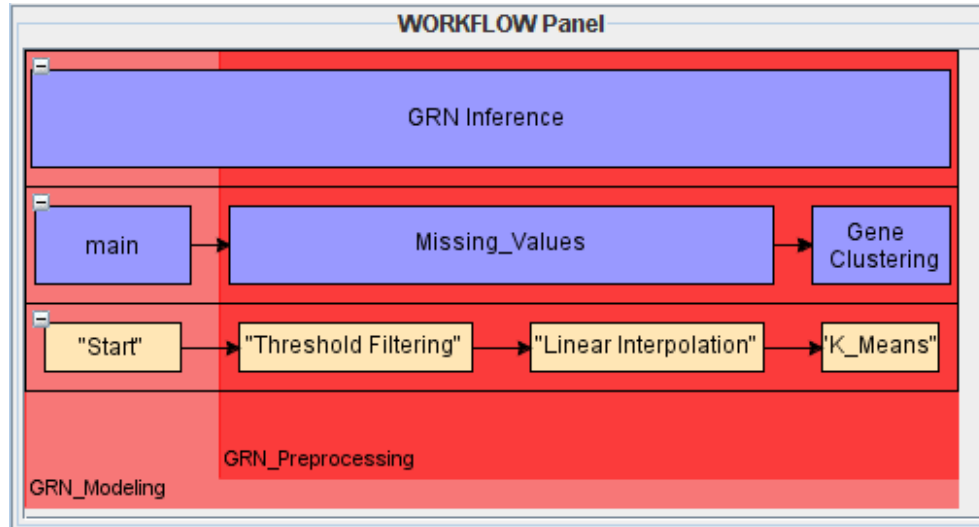 WORKFLOW Panel
GRN Inference
main
Missing_Values
Gene
Clustering
"Start"
"Threshold Filtering"
"Linear Interpolation"
'K_Means"
GRN_Preprocessing
GRN_Modeling